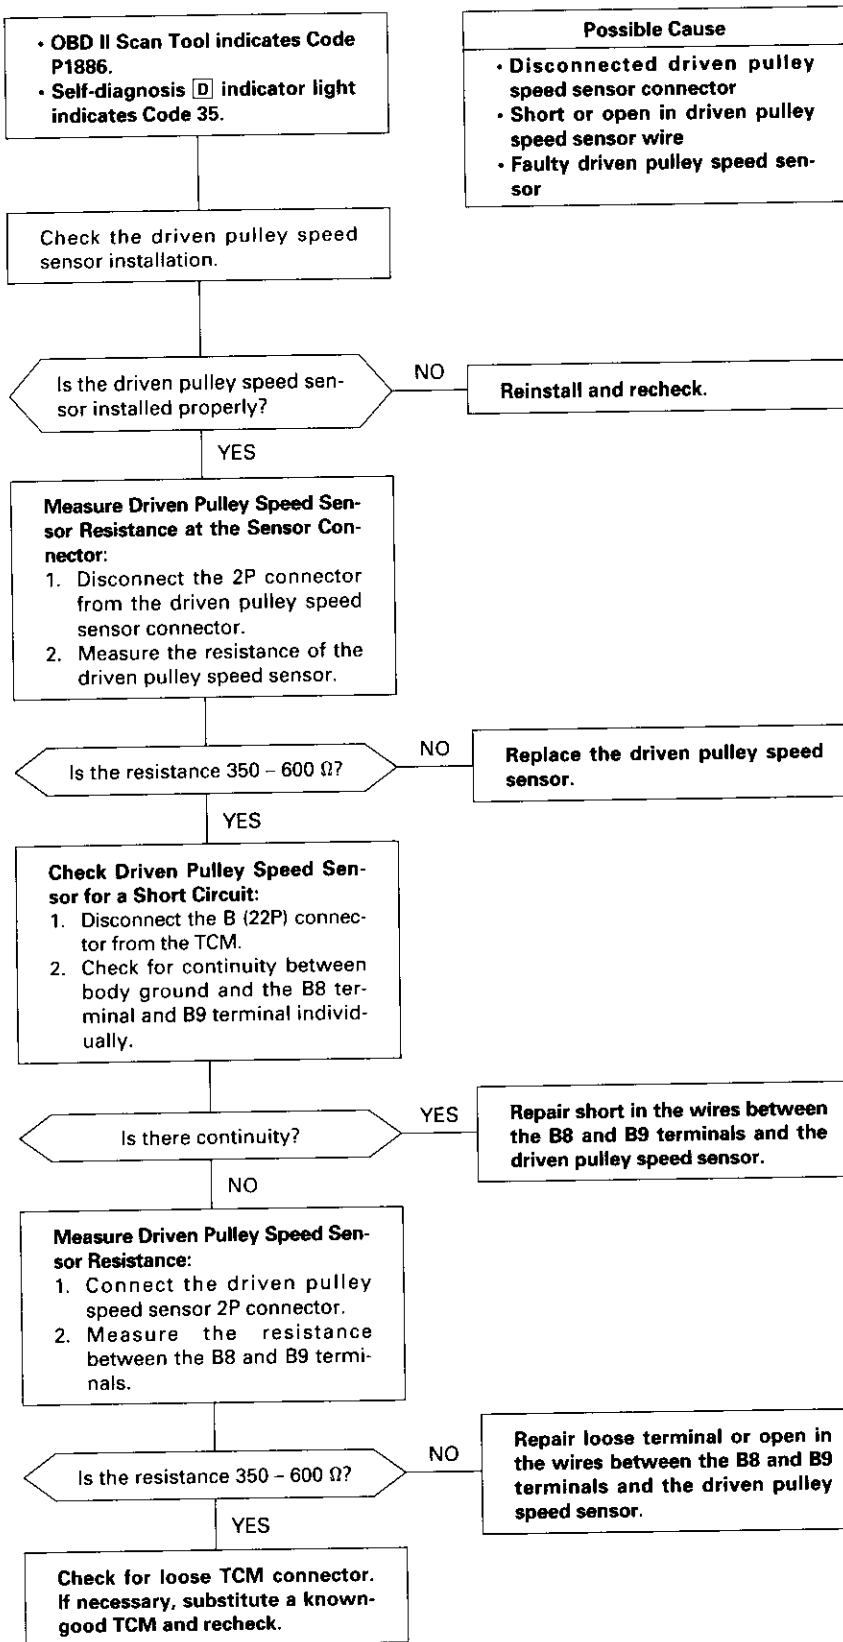 • OBD II Scan Tool indicates Code
P1886.
• Self-diagnosis D indicator light
indicates Code 35.
Possible Cause
• Disconnected driven pulley
speed sensor connector
• Short or open in driven pulley
speed sensor wire
• Faulty driven pulley speed sen-
sor
Check the driven pulley speed
sensor installation.
Is the driven pulley speed sen-
sor installed properly?
NO
Reinstall and recheck.
YES
Measure Driven Pulley Speed Sen-
sor Resistance at the Sensor Con-
nector:
1. Disconnect the 2P connector
from the driven pulley speed
sensor connector.
2. Measure the resistance of the
driven pulley speed sensor.
Is the resistance 350 – 600 Ω?
NO
Replace the driven pulley speed
sensor.
YES
Check Driven Pulley Speed Sen-
sor for a Short Circuit:
1. Disconnect the B (22P) connec-
tor from the TCM.
2. Check for continuity between
body ground and the B8 ter-
minal and B9 terminal individ-
ually.
Is there continuity?
YES
Repair short in the wires between
the B8 and B9 terminals and the
driven pulley speed sensor.
NO
Measure Driven Pulley Speed Sen-
sor Resistance:
1. Connect the driven pulley
speed sensor 2P connector.
2. Measure the resistance
between the B8 and B9 termi-
nals.
Is the resistance 350 – 600 Ω?
NO
Repair loose terminal or open in
the wires between the B8 and B9
terminals and the driven pulley
speed sensor.
YES
Check for loose TCM connector.
If necessary, substitute a known-
good TCM and recheck.